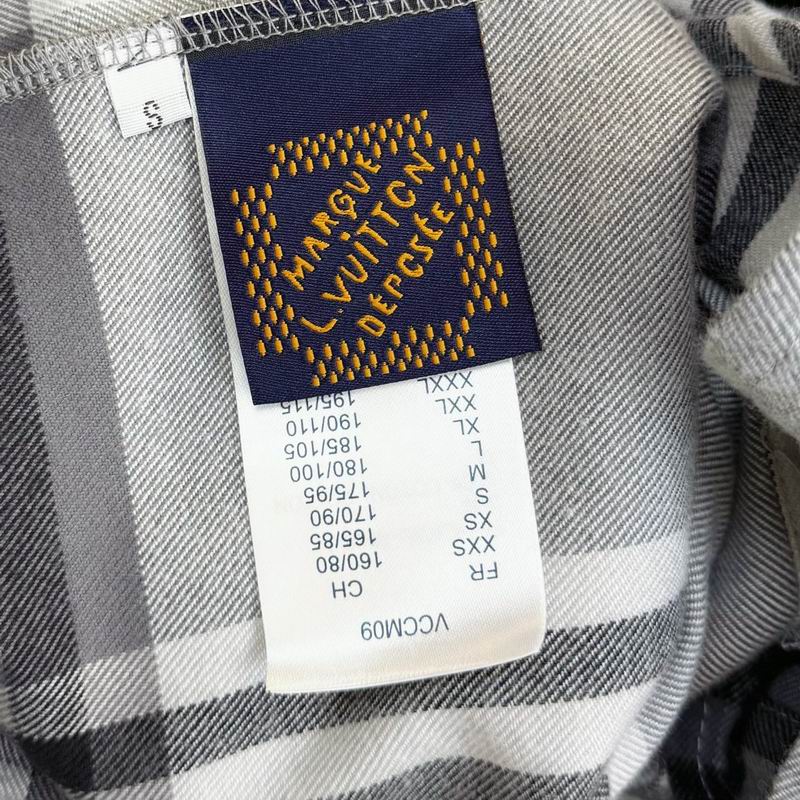 S
MARQUE
L.VUITTON
DÉPOSÉE
VCCM09
FR CH
XXS 160/80
XS 165/85
S 170/90
M 175/95
L 180/100
XL 185/105
XXL 190/110
XXXL 195/115